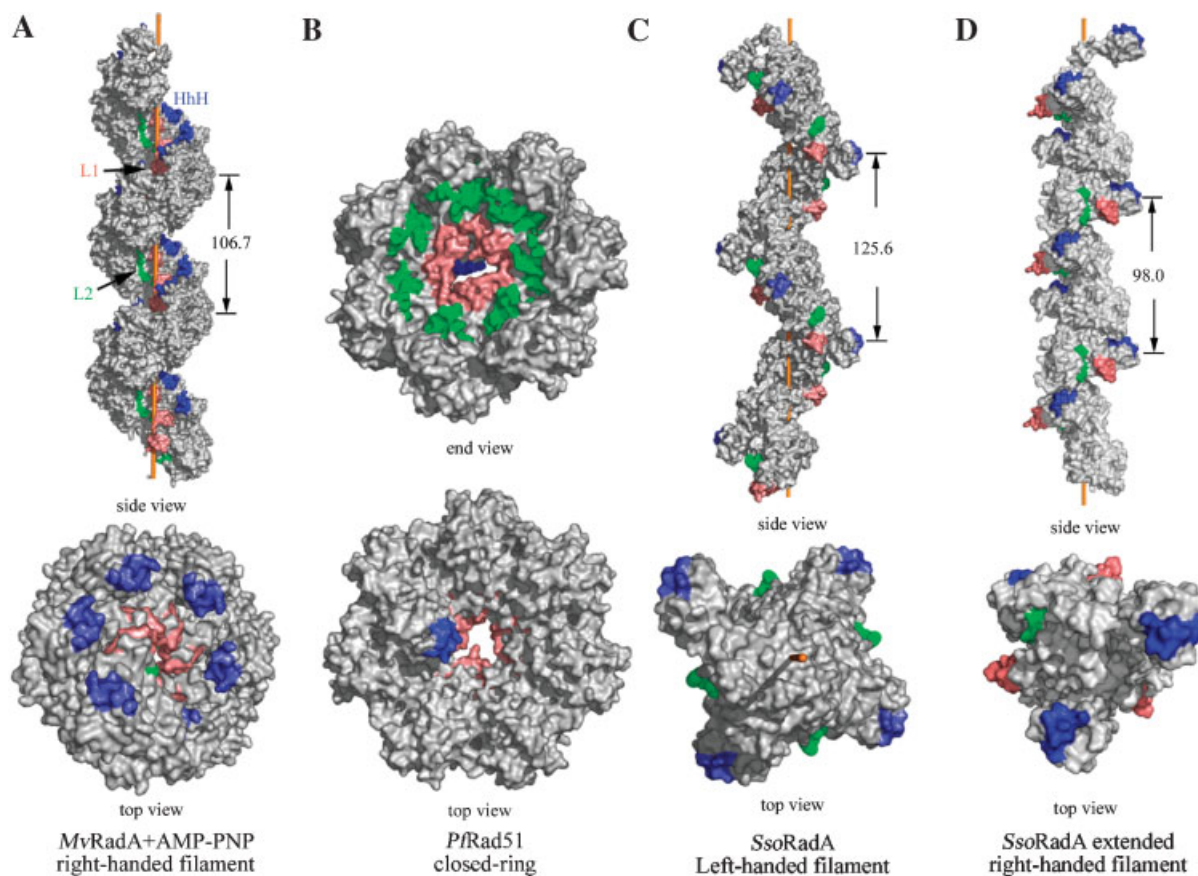 A
B
C
D
HhH
L1
106.7
L2
125.6
98.0
side view
end view
side view
side view
top view
top view
top view
top view
MvRadA+AMP-PNP
right-handed filament
PfRad51
closed-ring
SsoRadA
Left-handed filament
SsoRadA extended
right-handed filament